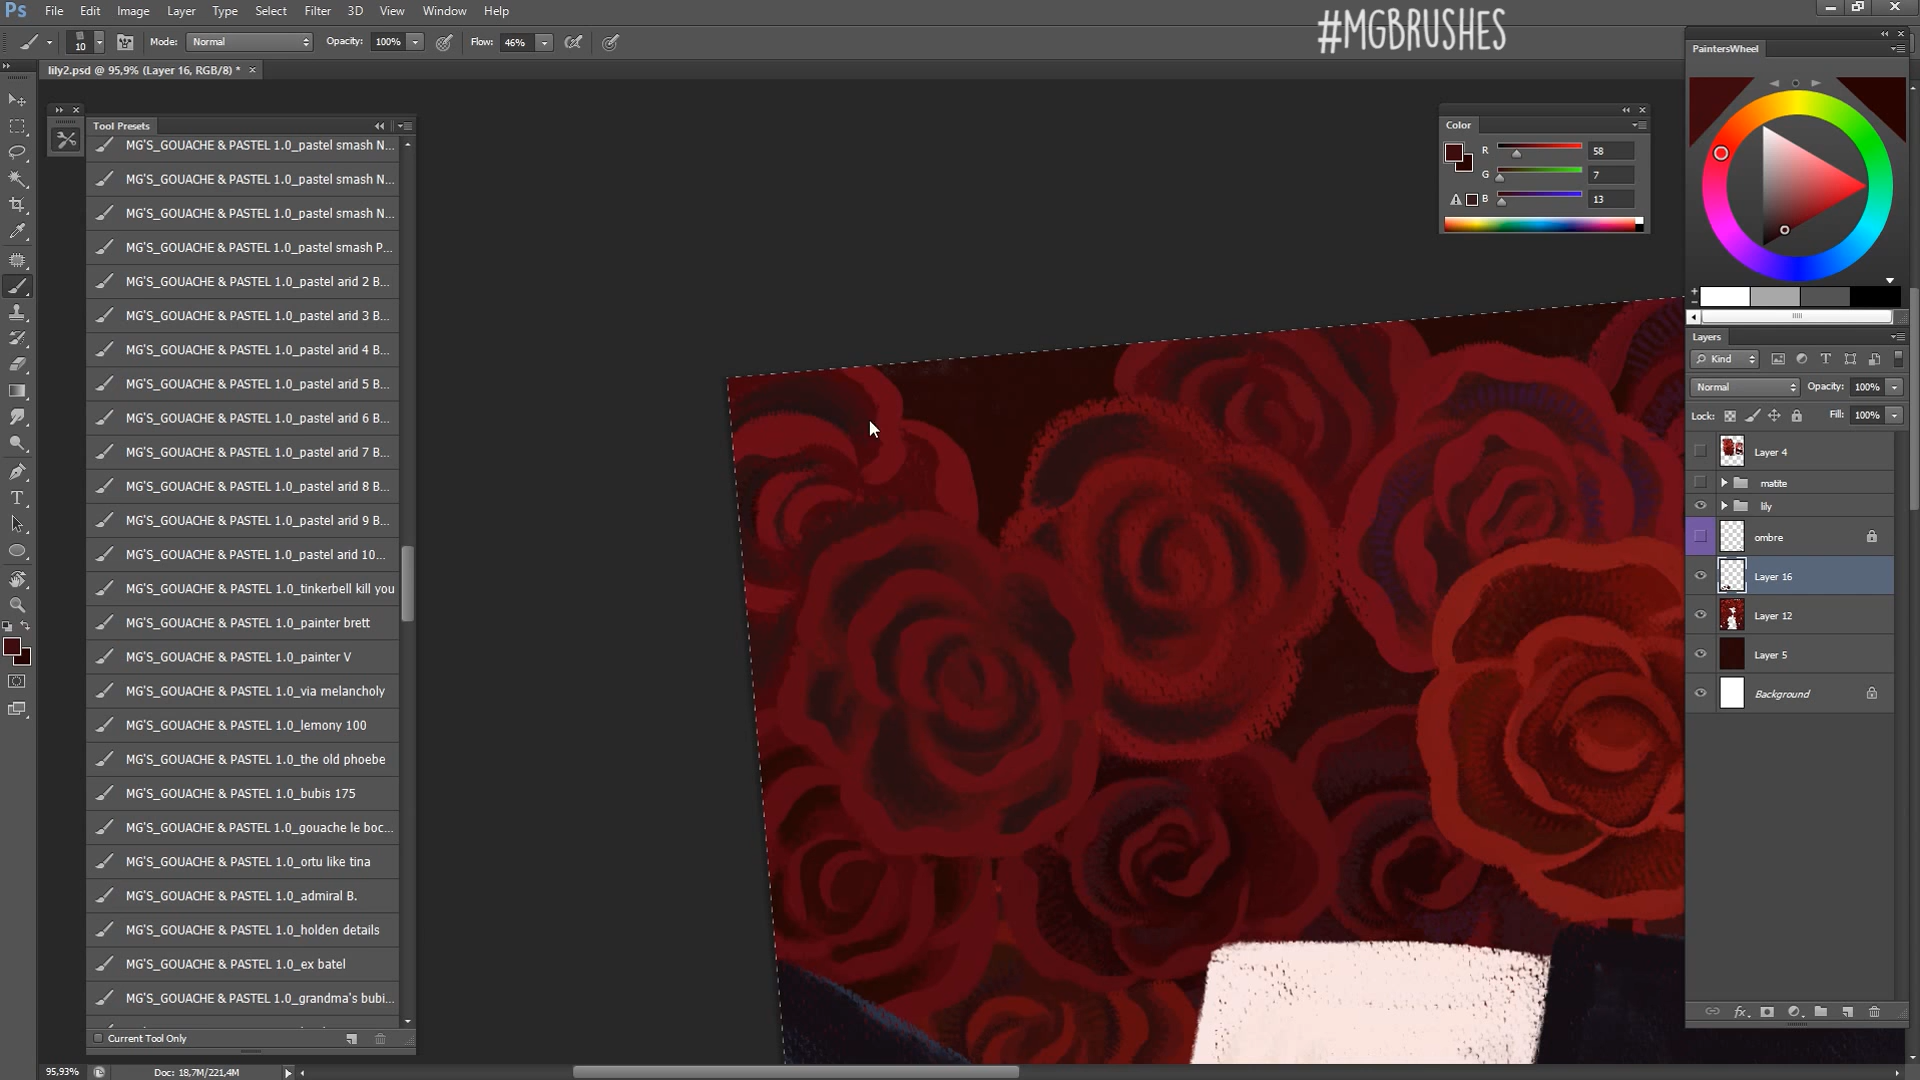 Ps File Edit Image Layer Type Select Filter 3D View Window Help
#MGBRUSHES
10 Mode: Normal Opacity: 100% Flow: 46%
lily2.psd @ 95,9% (Layer 16, RGB/8) *
Tool Presets
MG'S_GOUACHE & PASTEL 1.0_pastel smash N...
MG'S_GOUACHE & PASTEL 1.0_pastel smash N...
MG'S_GOUACHE & PASTEL 1.0_pastel smash N...
MG'S_GOUACHE & PASTEL 1.0_pastel smash P...
MG'S_GOUACHE & PASTEL 1.0_pastel arid 2 B...
MG'S_GOUACHE & PASTEL 1.0_pastel arid 3 B...
MG'S_GOUACHE & PASTEL 1.0_pastel arid 4 B...
MG'S_GOUACHE & PASTEL 1.0_pastel arid 5 B...
MG'S_GOUACHE & PASTEL 1.0_pastel arid 6 B...
MG'S_GOUACHE & PASTEL 1.0_pastel arid 7 B...
MG'S_GOUACHE & PASTEL 1.0_pastel arid 8 B...
MG'S_GOUACHE & PASTEL 1.0_pastel arid 9 B...
MG'S_GOUACHE & PASTEL 1.0_pastel arid 10...
MG'S_GOUACHE & PASTEL 1.0_tinkerbell kill you
MG'S_GOUACHE & PASTEL 1.0_painter brett
MG'S_GOUACHE & PASTEL 1.0_painter V
MG'S_GOUACHE & PASTEL 1.0_via melancholy
MG'S_GOUACHE & PASTEL 1.0_lemony 100
MG'S_GOUACHE & PASTEL 1.0_the old phoebe
MG'S_GOUACHE & PASTEL 1.0_bubis 175
MG'S_GOUACHE & PASTEL 1.0_gouache le boc...
MG'S_GOUACHE & PASTEL 1.0_ortu like tina
MG'S_GOUACHE & PASTEL 1.0_admiral B.
MG'S_GOUACHE & PASTEL 1.0_holden details
MG'S_GOUACHE & PASTEL 1.0_ex batel
MG'S_GOUACHE & PASTEL 1.0_grandma's bubi...
Current Tool Only
Color
R 58
G 7
B 13
PaintersWheel
Layers
Kind
Normal Opacity: 100%
Lock: Fill: 100%
Layer 4
matite
lily
ombre
Layer 16
Layer 12
Layer 5
Background
95,93% Doc: 18,7M/221,4M